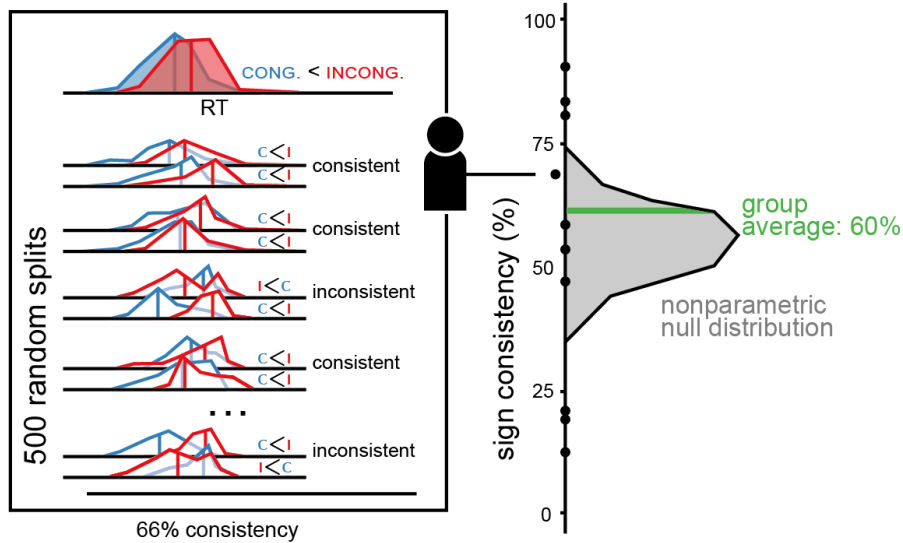 CONG. < INCONG.
RT
500 random splits
C<I
C<I
consistent
C<I
C<I
consistent
I<C
C<I
inconsistent
C<I
C<I
consistent
...
C<I
I<C
inconsistent
66% consistency
sign consistency (%)
100
75
50
25
0
group
average: 60%
nonparametric
null distribution